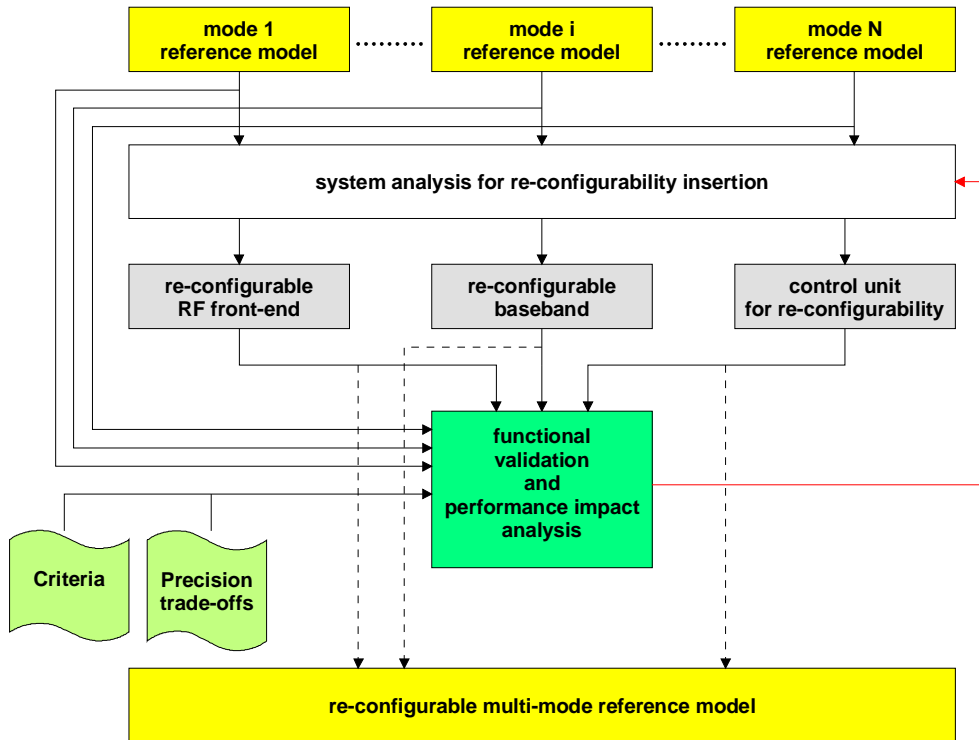 mode 1
reference model
mode i
reference model
mode N
reference model
system analysis for re-configurability insertion
re-configurable
RF front-end
re-configurable
baseband
control unit
for re-configurability
functional
validation
and
performance impact
analysis
Criteria
Precision
trade-offs
re-configurable multi-mode reference model